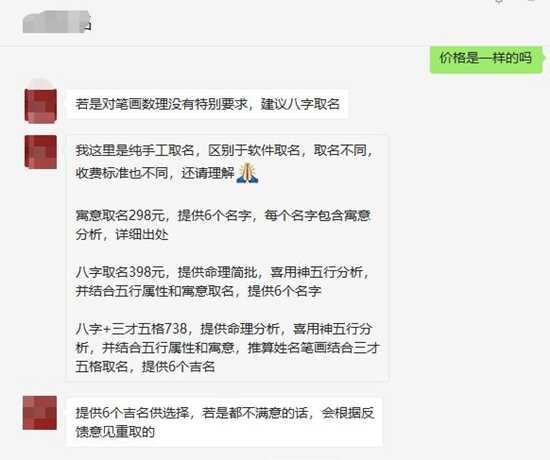 价格是一样的吗
若是对笔画数理没有特别要求，建议八字取名
我这里是纯手工取名，区别于软件取名，取名不同，
收费标准也不同，还请理解
寓意取名298元，提供6个名字，每个名字包含寓意
分析，详细出处
八字取名398元，提供命理简批，喜用神五行分析，
并结合五行属性和寓意取名，提供6个名字
八字+三才五格738，提供命理分析，喜用神五行分
析，并结合五行属性和寓意，推算姓名笔画结合三才
五格取名，提供6个吉名
提供6个吉名供选择，若是都不满意的话，会根据反
馈意见重取的